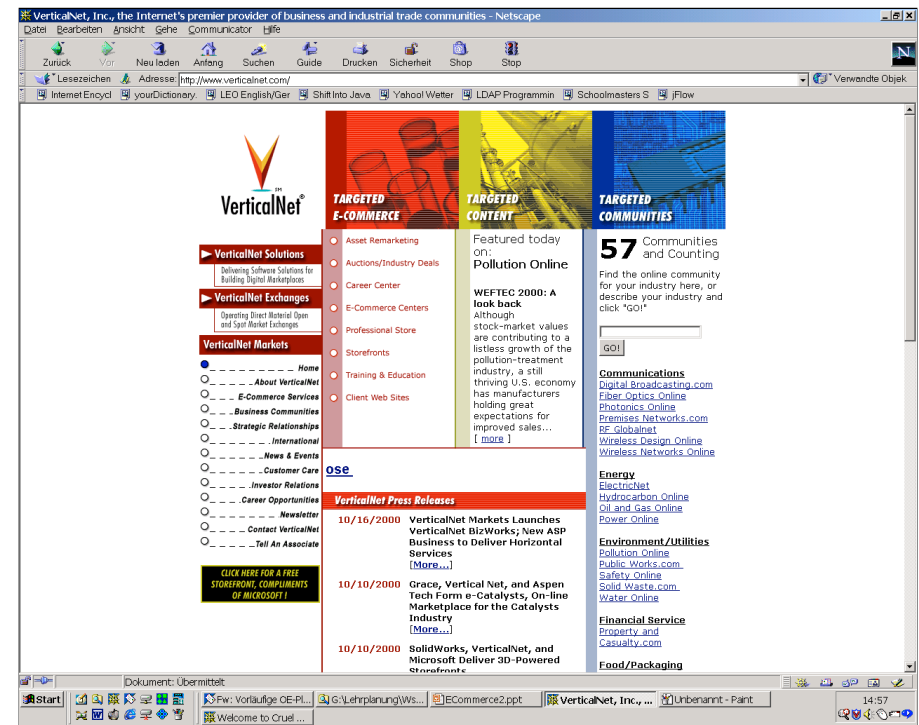 VerticalNet, Inc., the Internet's premier provider of business and industrial trade communities - Netscape
Datei Bearbeiten Ansicht Gehe Communicator Hilfe
Zurück Vor Neu laden Anfang Suchen Guide Drucken Sicherheit Shop Stop
N
Lesezeichen Adresse: http://www.verticalnet.com/ Verwandte Objek
Internet Encycl yourDictionary. LEO English/Ger Shift Into Java Yahoo! Wetter LDAP Programmin Schoolmasters S jFlow
VerticalNet®
SM
VerticalNet Solutions
Delivering Software Solutions for
Building Digital Marketplaces
VerticalNet Exchanges
Operating Direct Material Open
and Spot Market Exchanges
VerticalNet Markets
Home
About VerticalNet
E-Commerce Services
Business Communities
Strategic Relationships
International
News & Events
Customer Care
Investor Relations
Career Opportunities
Newsletter
Contact VerticalNet
Tell An Associate
CLICK HERE FOR A FREE
STOREFRONT, COMPLIMENTS
OF MICROSOFT !
TARGETED
E-COMMERCE
Asset Remarketing
Auctions/Industry Deals
Career Center
E-Commerce Centers
Professional Store
Storefronts
Training & Education
Client Web Sites
TARGETED
CONTENT
Featured today
on:
Pollution Online
WEFTEC 2000: A
look back
Although
stock-market values
are contributing to a
listless growth of the
pollution-treatment
industry, a still
thriving U.S. economy
has manufacturers
holding great
expectations for
improved sales...
[ more ]
ose
VerticalNet Press Releases
10/16/2000 VerticalNet Markets Launches
VerticalNet BizWorks; New ASP
Business to Deliver Horizontal
Services
[More...]
10/10/2000 Grace, Vertical Net, and Aspen
Tech Form e-Catalysts, On-line
Marketplace for the Catalysts
Industry
[More...]
10/10/2000 SolidWorks, VerticalNet, and
Microsoft Deliver 3D-Powered
Storefronts
TARGETED
COMMUNITIES
57 Communities
and Counting
Find the online community
for your industry here, or
describe your industry and
click "GO!"
GO!
Communications
Digital Broadcasting.com
Fiber Optics Online
Photonics Online
Premises Networks.com
RF Globalnet
Wireless Design Online
Wireless Networks Online
Energy
ElectricNet
Hydrocarbon Online
Oil and Gas Online
Power Online
Environment/Utilities
Pollution Online
Public Works.com
Safety Online
Solid Waste.com
Water Online
Financial Service
Property and
Casualty.com
Food/Packaging
Dokument: Übermittelt
Start Fw: Vorläufige OE-Pl... G:\Lehrplanung\Ws... ECommerce2.ppt VerticalNet, Inc., ... Unbenannt - Paint 14:57
Welcome to Cruel ...